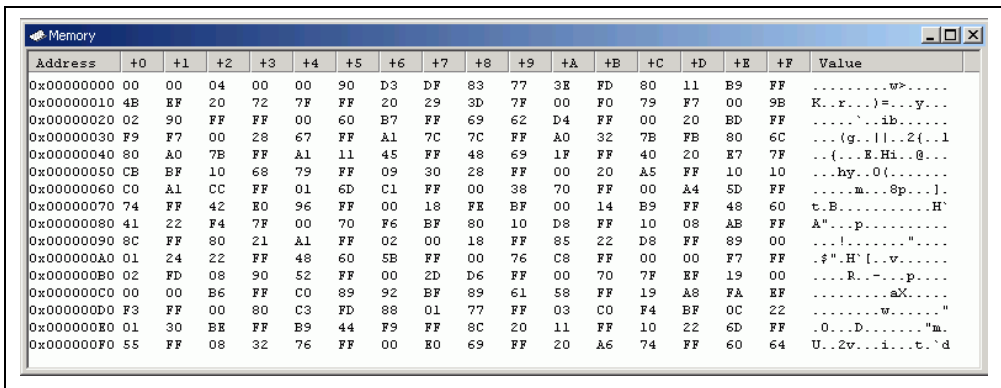 Memory
Address +0 +1 +2 +3 +4 +5 +6 +7 +8 +9 +A +B +C +D +E +F Value
0x00000000 00 00 04 00 00 90 D3 DF 83 77 3E FD 80 11 B9 FF .........w>.....
0x00000010 4B EF 20 72 7F FF 20 29 3D 7F 00 F0 79 F7 00 9B K..r...)=...y...
0x00000020 02 90 FF FF 00 60 B7 FF 69 62 D4 FF 00 20 BD FF .....`..ib......
0x00000030 F9 F7 00 28 67 FF A1 7C 7C FF A0 32 7B FB 80 6C ...(g..||..2{..l
0x00000040 80 A0 7B FF A1 11 45 FF 48 69 1F FF 40 20 E7 7F ..{...E.Hi..@...
0x00000050 CB BF 10 68 79 FF 09 30 28 FF 00 20 A5 FF 10 10 ...hy..0(.......
0x00000060 C0 A1 CC FF 01 6D C1 FF 00 38 70 FF 00 A4 5D FF .....m...8p...].
0x00000070 74 FF 42 E0 96 FF 00 18 FE BF 00 14 B9 FF 48 60 t.B...........H`
0x00000080 41 22 F4 7F 00 70 F6 BF 80 10 D8 FF 10 08 AB FF A"...p..........
0x00000090 8C FF 80 21 A1 FF 02 00 18 FF 85 22 D8 FF 89 00 ...!.......“....
0x000000A0 01 24 22 FF 48 60 5B FF 00 76 C8 FF 00 00 F7 FF .$".H`[..v......
0x000000B0 02 FD 08 90 52 FF 00 2D D6 FF 00 70 7F EF 19 00 ....R..-...p....
0x000000C0 00 00 B6 FF C0 89 92 BF 89 61 58 FF 19 A8 FA EF .........aX.....
0x000000D0 F3 FF 00 80 C3 FD 88 01 77 FF 03 C0 F4 BF 0C 22 ........w......"
0x000000E0 01 30 BE FF B9 44 F9 FF 8C 20 11 FF 10 22 6D FF .0...D......."m.
0x000000F0 55 FF 08 32 76 FF 00 E0 69 FF 20 A6 74 FF 60 64 U..2v...i...t.`d